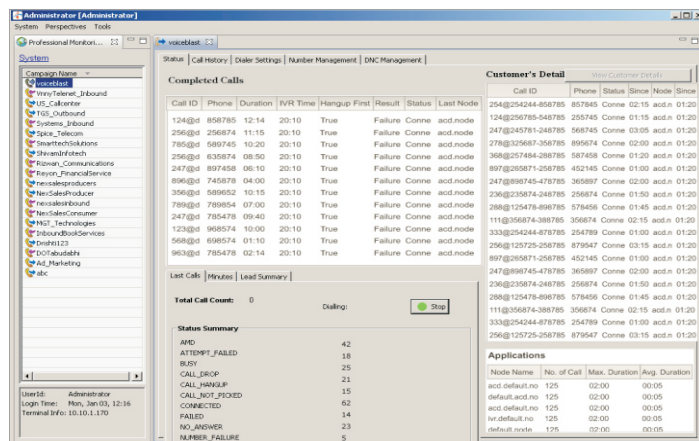 Administrator [Administrator]
System Perspectives Tools
Professional Monitori...
System
Campaign Name
voiceblast
VnnyTelenet_Inbound
US_Callcenter
TGS_Outbound
Systems_Inbound
Spice_Telecom
SmarttechSolutions
ShivamInfotech
Rizwan_Communications
Reyon_FinancialService
nexsalesproducers
NexSalesProducer
nexsalesinbound
NexSalesConsumer
MGT_Technologies
InboundBookServices
Drishti123
DOTabudabhi
Ad_Marketing
abc
UserId: Administrator
Login Time: Mon, Jan 03, 12:16
Terminal Info: 10.10.1.170
voiceblast
Status Call History Dialer Settings Number Management DNC Management
Completed Calls
Call ID Phone Duration IVR Time Hangup First Result Status Last Node
124@d 858785 12:14 20:10 True Failure Conne acd.node
256@d 256874 11:15 20:10 True Failure Conne acd.node
785@d 589745 10:20 20:10 True Failure Conne acd.node
256@d 635874 08:50 20:10 True Failure Conne acd.node
247@d 897458 06:10 20:10 True Failure Conne acd.node
896@d 745878 04:00 20:10 True Failure Conne acd.node
356@d 589652 10:15 20:10 True Failure Conne acd.node
789@d 789854 07:00 20:10 True Failure Conne acd.node
247@d 785478 09:40 20:10 True Failure Conne acd.node
123@d 968574 10:00 20:10 True Failure Conne acd.node
568@d 698574 01:10 20:10 True Failure Conne acd.node
963@d 785478 02:14 20:10 True Failure Conne acd.node
Last Calls Minutes Lead Summary
Total Call Count: 0 Dialling: Stop
Status Summary
AMD 42
ATTEMPT_FAILED 18
BUSY 25
CALL_DROP 21
CALL_HANGUP 15
CALL_NOT_PICKED 62
CONNECTED 14
FAILED 23
NO_ANSWER 5
NUMBER_FAILURE
Customer's Detail View Customer Details
Call ID Phone Status Since Node Since
254@254244-858785 857845 Conne 02:15 acd.n 01:20
124@256785-548785 255745 Conne 01:15 acd.n 01:20
247@245781-248785 568745 Conne 03:15 acd.n 01:20
278@325687-358785 895674 Conne 02:00 acd.n 01:20
368@257484-288785 587458 Conne 01:20 acd.n 01:20
897@265871-258785 452145 Conne 01:00 acd.n 01:20
247@898745-478785 365897 Conne 02:00 acd.n 01:20
236@235874-248785 256874 Conne 01:50 acd.n 01:20
288@125478-898785 578456 Conne 01:45 acd.n 01:20
111@356874-388785 356874 Conne 02:15 acd.n 01:20
333@254244-878785 254789 Conne 01:00 acd.n 01:20
256@125725-258785 879547 Conne 03:15 acd.n 01:20
897@265871-258785 452145 Conne 01:00 acd.n 01:20
247@898745-478785 365897 Conne 02:00 acd.n 01:20
236@235874-248785 256874 Conne 01:50 acd.n 01:20
288@125478-898785 578456 Conne 01:45 acd.n 01:20
111@356874-388785 356874 Conne 02:15 acd.n 01:20
333@254244-878785 254789 Conne 01:00 acd.n 01:20
256@125725-258785 879547 Conne 03:15 acd.n 01:20
Applications
Node Name No. of Call Max. Duration Avg. Duration
acd.default.no 125 02:00 00:05
default.acd.no 125 02:00 00:05
acd.default.no 125 02:00 00:05
ivr.default.no 125 02:00 00:05
default.node 125 02:00 00:05